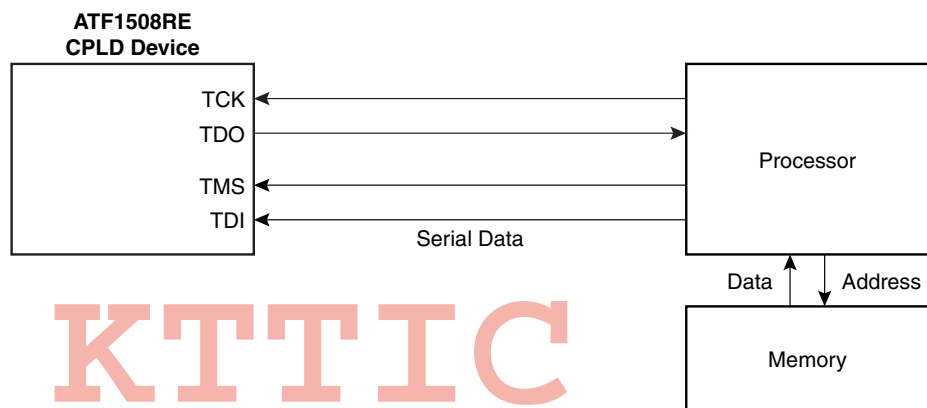 ATF1508RE
CPLD Device
TCK
TDO
TMS
TDI
Serial Data
Processor
Data
Address
Memory
KTTIC